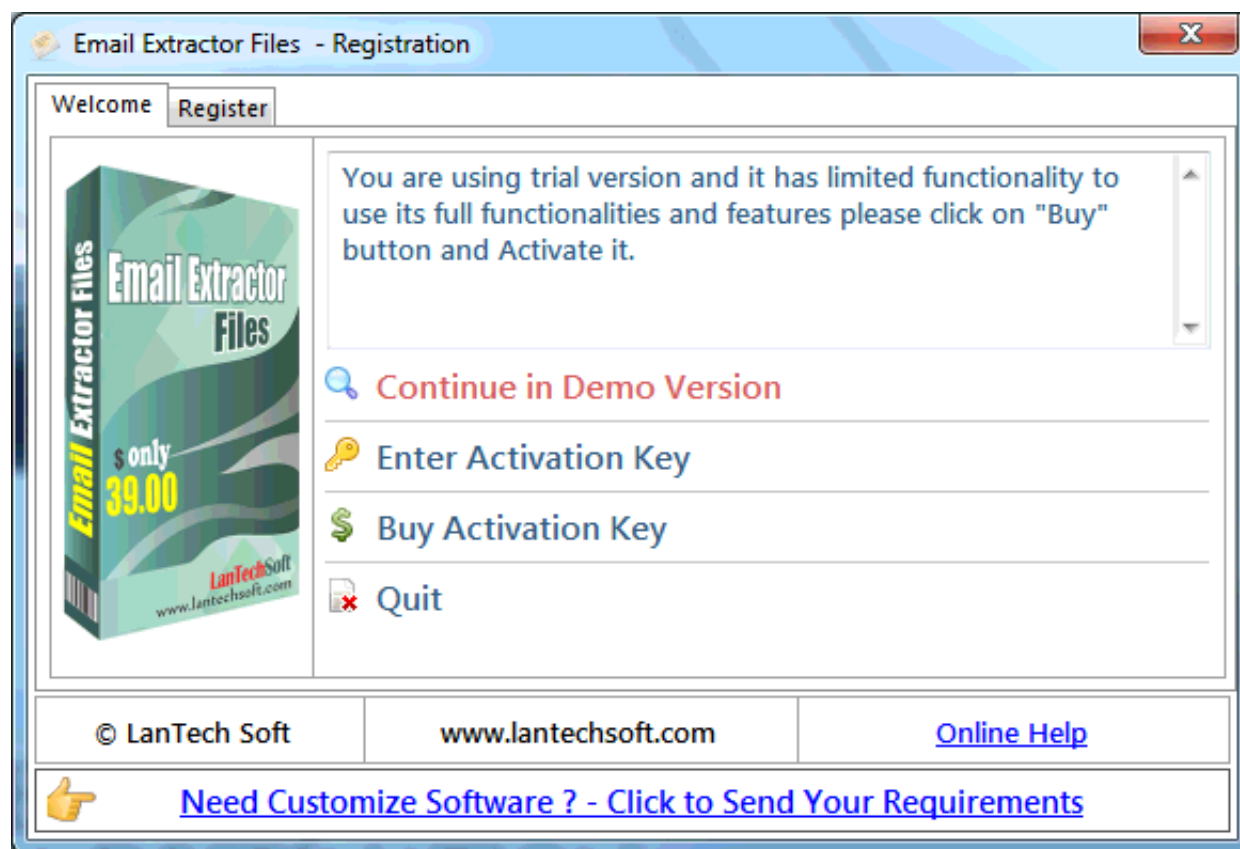 Email Extractor Files - Registration
Welcome
Register
Email Extractor Files
Email Extractor
Files
$ only
39.00
LanTechSoft
www.lantechsoft.com
You are using trial version and it has limited functionality to
use its full functionalities and features please click on "Buy"
button and Activate it.
Continue in Demo Version
Enter Activation Key
Buy Activation Key
Quit
© LanTech Soft
www.lantechsoft.com
Online Help
Need Customize Software ? - Click to Send Your Requirements